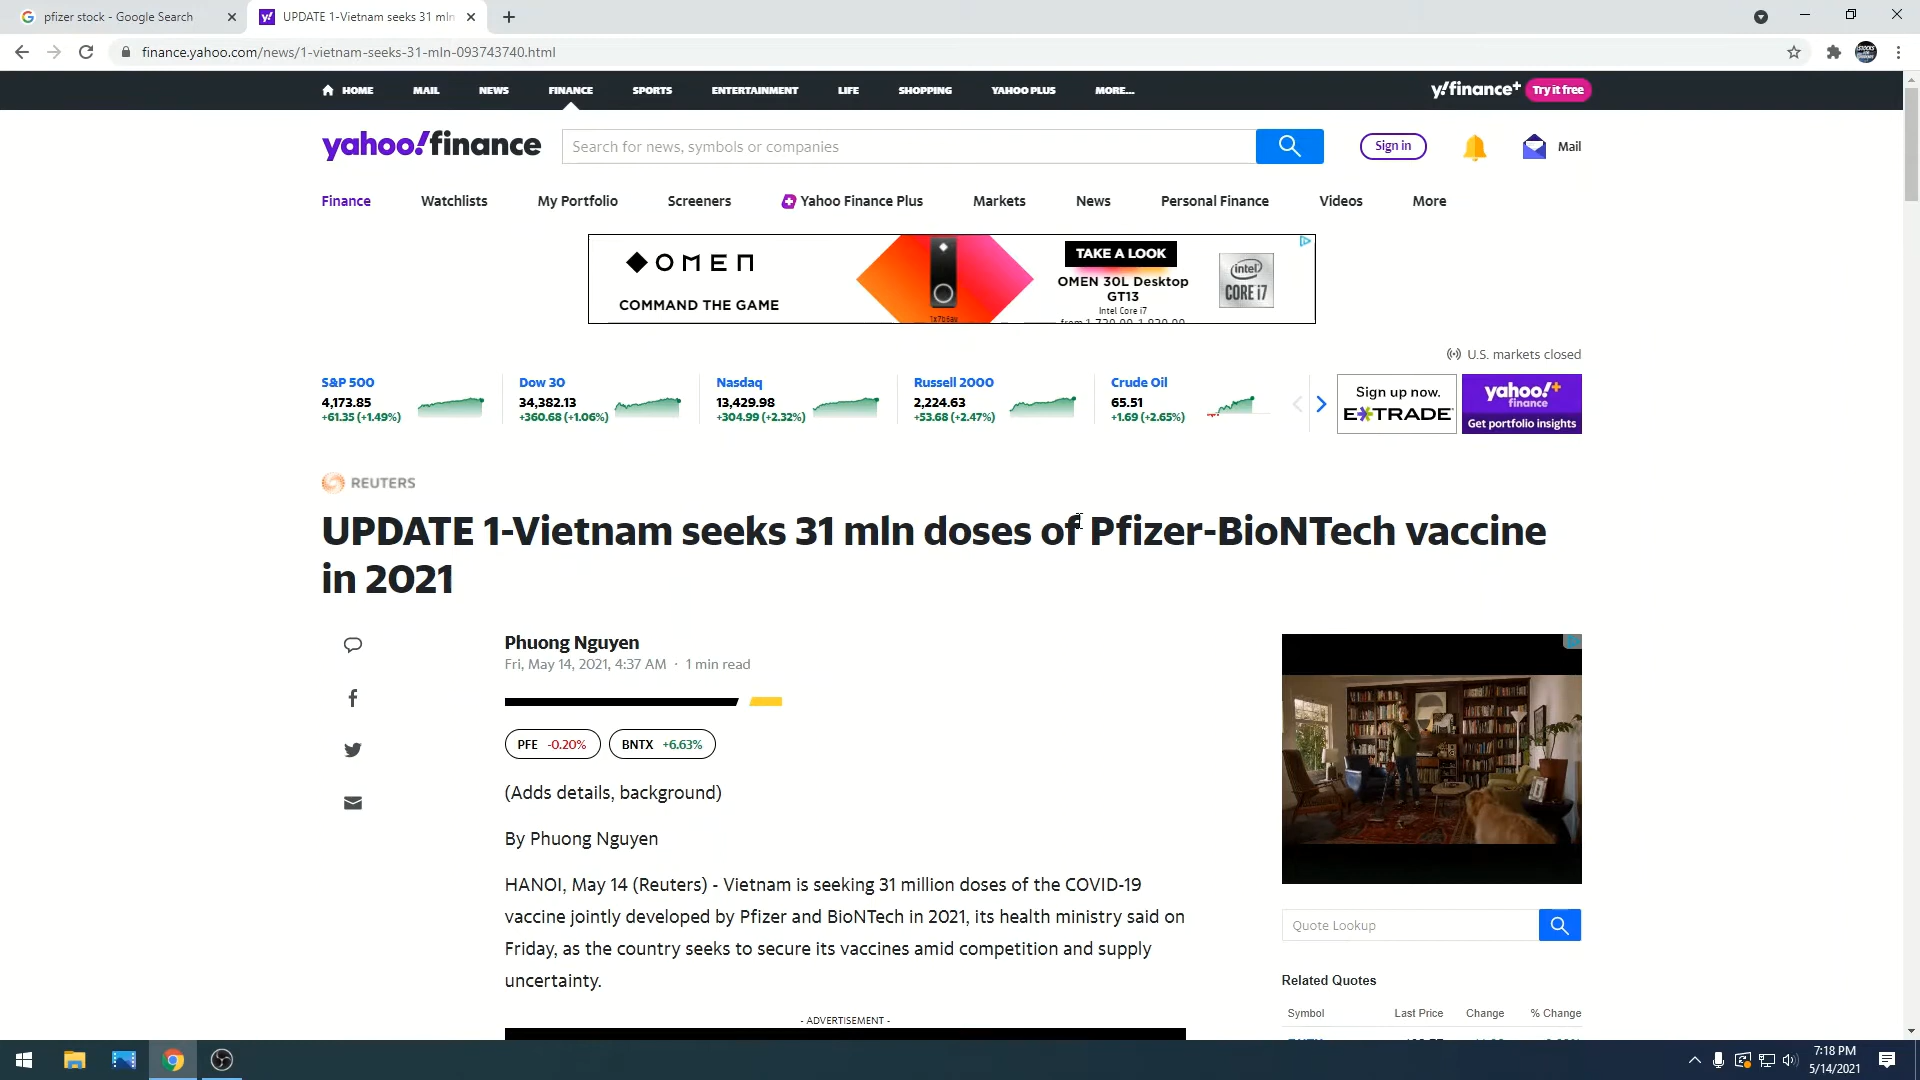 pfizer stock - Google Search
UPDATE 1-Vietnam seeks 31 mln
finance.yahoo.com/news/1-vietnam-seeks-31-mln-093743740.html
HOME MAIL NEWS FINANCE SPORTS ENTERTAINMENT LIFE SHOPPING YAHOO PLUS MORE... y!finance+ Try it free
yahoo!finance Search for news, symbols or companies Sign in Mail
Finance Watchlists My Portfolio Screeners Yahoo Finance Plus Markets News Personal Finance Videos More
OMEN
COMMAND THE GAME
TAKE A LOOK
OMEN 30L Desktop
GT13
Intel Core i7
intel
CORE i7
U.S. markets closed
S&P 500
4,173.85
+61.35 (+1.49%)
Dow 30
34,382.13
+360.68 (+1.06%)
Nasdaq
13,429.98
+304.99 (+2.32%)
Russell 2000
2,224.63
+53.68 (+2.47%)
Crude Oil
65.51
+1.69 (+2.65%)
Sign up now.
E*TRADE
yahoo!+
finance
Get portfolio insights
REUTERS
UPDATE 1-Vietnam seeks 31 mln doses of Pfizer-BioNTech vaccine
in 2021
Phuong Nguyen
Fri, May 14, 2021, 4:37 AM · 1 min read
PFE -0.20% BNTX +6.63%
(Adds details, background)
By Phuong Nguyen
HANOI, May 14 (Reuters) - Vietnam is seeking 31 million doses of the COVID-19
vaccine jointly developed by Pfizer and BioNTech in 2021, its health ministry said on
Friday, as the country seeks to secure its vaccines amid competition and supply
uncertainty.
- ADVERTISEMENT -
Quote Lookup
Related Quotes
Symbol Last Price Change % Change
7:18 PM
5/14/2021